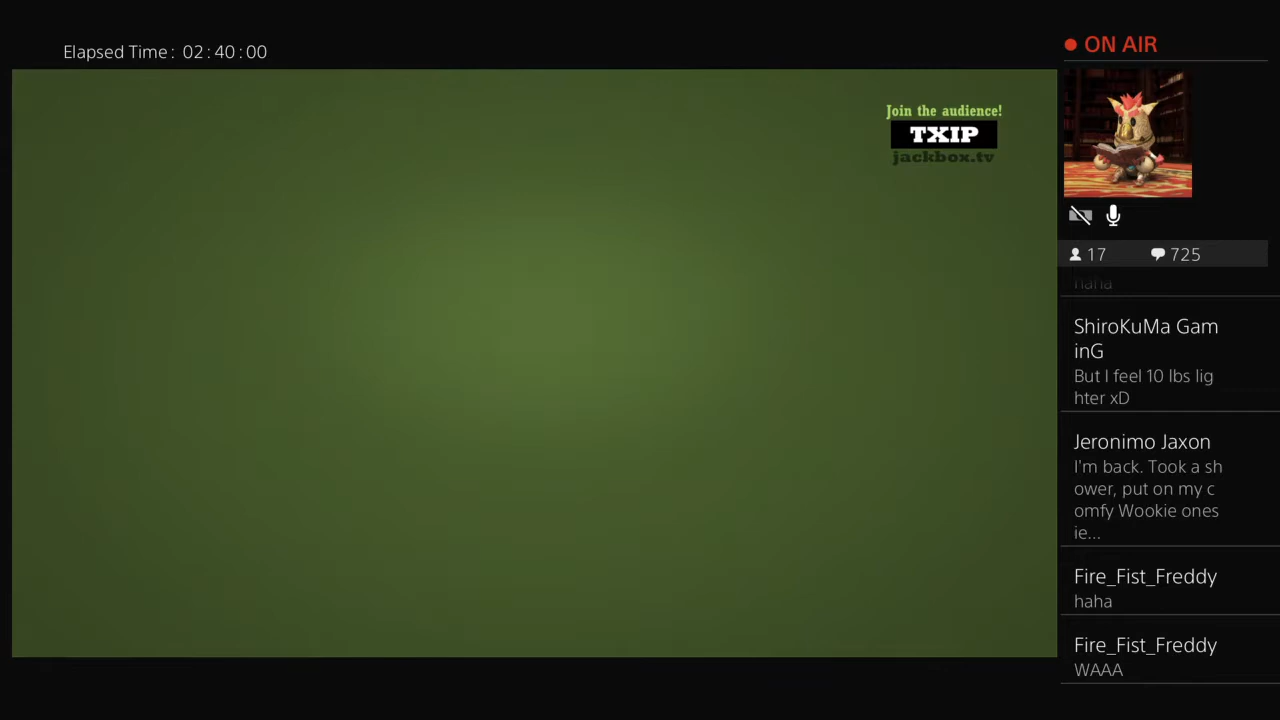 Elapsed Time: 02:40:00
ON AIR
Join the audience!
TXIP
jackbox.tv
17 725
haha
ShiroKuMa Gam
inG
But I feel 10 lbs lig
hter xD
Jeronimo Jaxon
I'm back. Took a sh
ower, put on my c
omfy Wookie ones
ie...
Fire_Fist_Freddy
haha
Fire_Fist_Freddy
WAAA